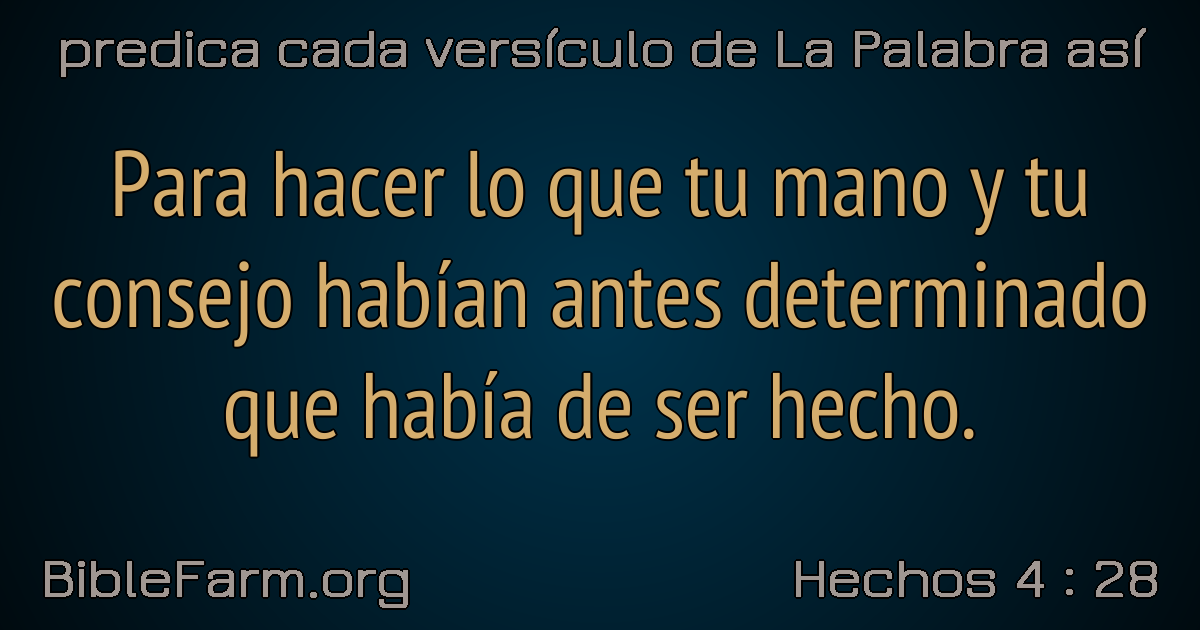 predica cada versículo de La Palabra así
Para hacer lo que tu mano y tu
consejo habían antes determinado
que había de ser hecho.
BibleFarm.org
Hechos 4 : 28